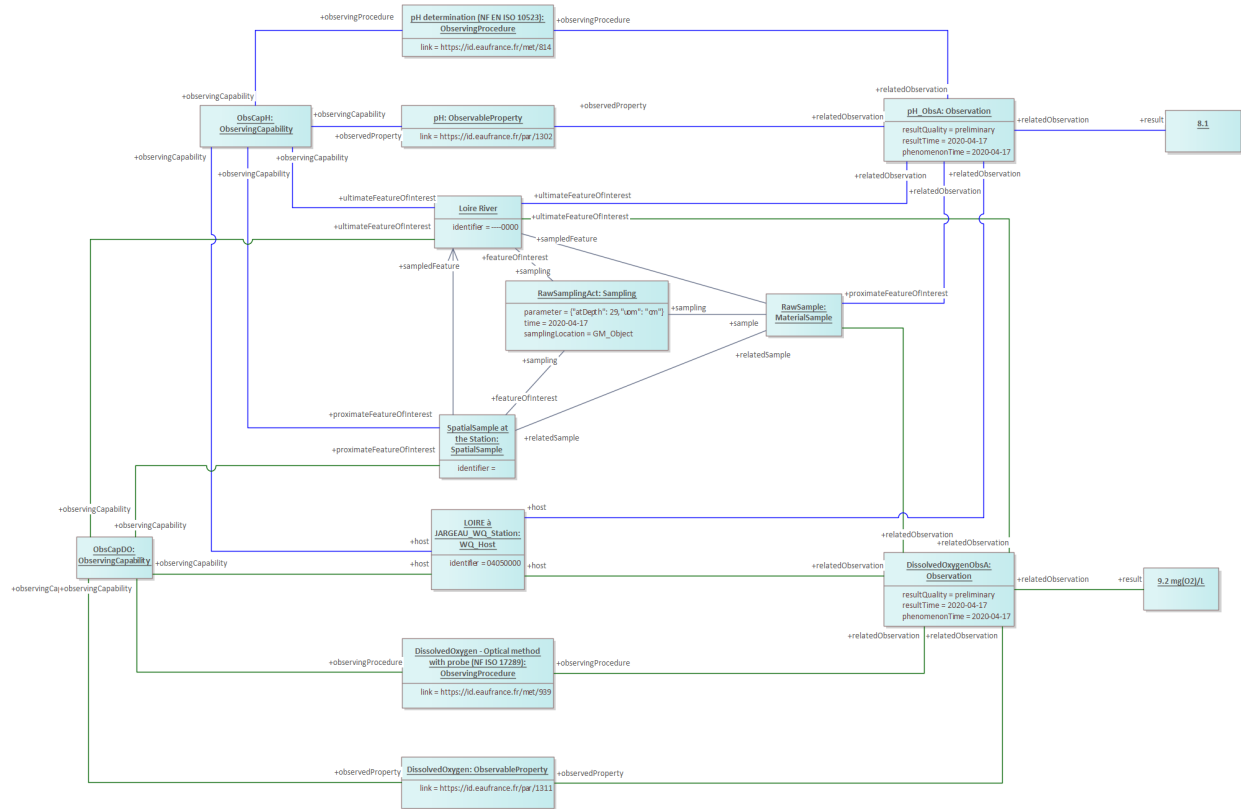 +observingProcedure
pH determination (NF EN ISO 10523):
ObservingProcedure
link = https://id.eaufrance.fr/met/814
+observingProcedure
+observingCapability
+relatedObservation
ObsCapH:
ObservingCapability
+observingCapability
+observedProperty
pH: ObservableProperty
link = https://id.eaufrance.fr/par/1302
+observedProperty
+relatedObservation
pH_ObsA: Observation
resultQuality = preliminary
resultTime = 2020-04-17
phenomenonTime = 2020-04-17
+relatedObservation
+result
8.1
+observingCapability
+observingCapability
+observingCapability
+relatedObservation
+relatedObservation
+relatedObservation
+ultimateFeatureOfInterest
Loire River
identifier = ----0000
+ultimateFeatureOfInterest
+ultimateFeatureOfInterest
+ultimateFeatureOfInterest
+sampledFeature
+sampledFeature
+featureOfInterest
+sampling
RawSamplingAct: Sampling
parameter = {"atDepth": 29,"uom": "cm"}
time = 2020-04-17
samplingLocation = GM_Object
+sampling
+sample
RawSample:
MaterialSample
+proximateFeatureOfInterest
+relatedSample
+sampling
+featureOfInterest
+proximateFeatureOfInterest
SpatialSample at
the Station:
SpatialSample
identifier =
+relatedSample
+proximateFeatureOfInterest
+observingCapability
+observingCapability
ObsCapDO:
ObservingCapability
+observingCapability
+host
+host
LOIRE à
JARGEAU_WQ_Station:
WQ_Host
identifier = 04050000
+host
+host
+relatedObservation
+relatedObservation
+relatedObservation
DissolvedOxygenObsA:
Observation
resultQuality = preliminary
resultTime = 2020-04-17
phenomenonTime = 2020-04-17
+relatedObservation
+result
9.2 mg(O2)/L
+observingCapability
+relatedObservation
+relatedObservation
+observingProcedure
DissolvedOxygen - Optical method
with probe (NF ISO 17289):
ObservingProcedure
link = https://id.eaufrance.fr/met/939
+observingProcedure
+observedProperty
DissolvedOxygen: ObservableProperty
link = https://id.eaufrance.fr/par/1311
+observedProperty